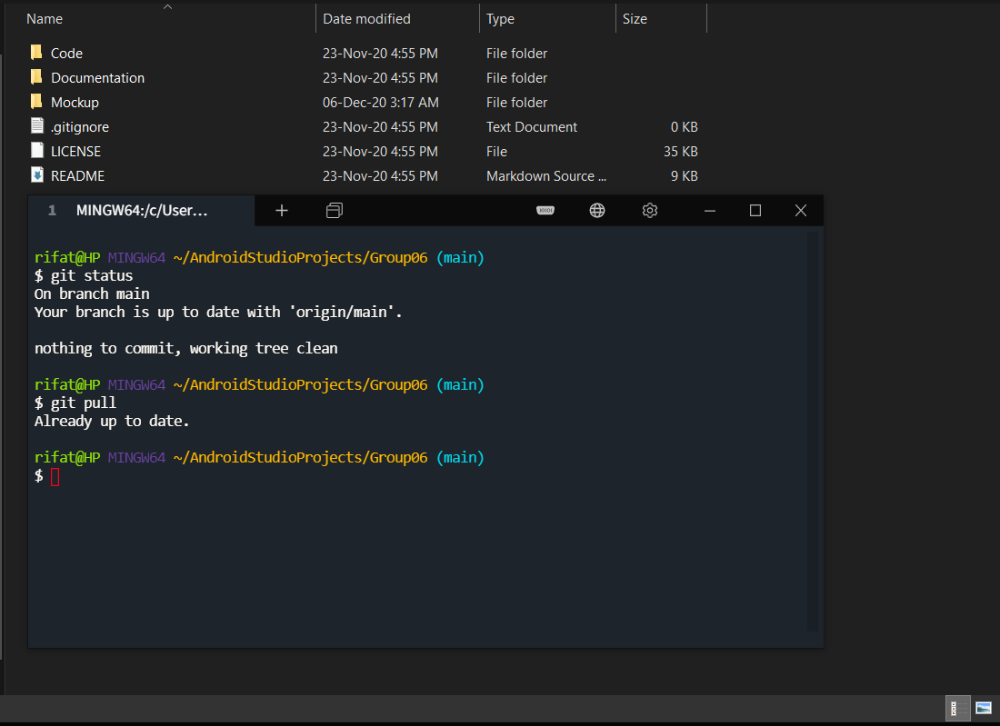 Name Date modified Type Size
Code 23-Nov-20 4:55 PM File folder
Documentation 23-Nov-20 4:55 PM File folder
Mockup 06-Dec-20 3:17 AM File folder
.gitignore 23-Nov-20 4:55 PM Text Document 0 KB
LICENSE 23-Nov-20 4:55 PM File 35 KB
README 23-Nov-20 4:55 PM Markdown Source ... 9 KB
1 MINGW64:/c/User...
rifat@HP MINGW64 ~/AndroidStudioProjects/Group06 (main)
$ git status
On branch main
Your branch is up to date with 'origin/main'.
nothing to commit, working tree clean
rifat@HP MINGW64 ~/AndroidStudioProjects/Group06 (main)
$ git pull
Already up to date.
rifat@HP MINGW64 ~/AndroidStudioProjects/Group06 (main)
$